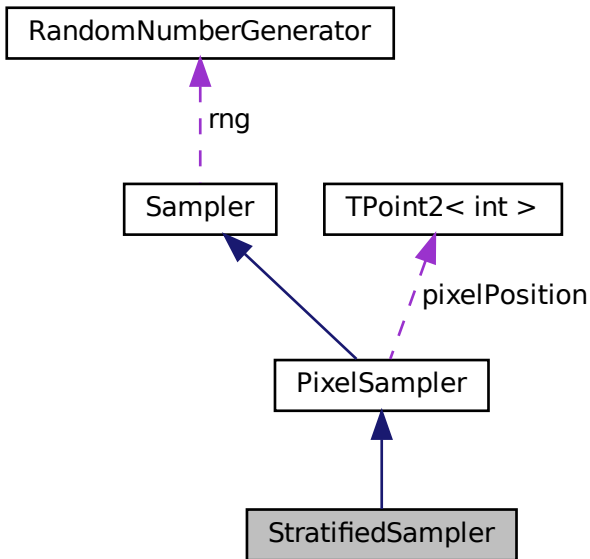 RandomNumberGenerator
rng
Sampler
TPoint2< int >
pixelPosition
PixelSampler
StratifiedSampler